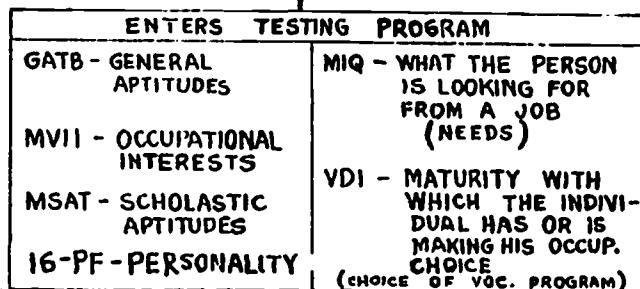 ENTERS TESTING PROGRAM
GATB - GENERAL
APTITUDES
MVII - OCCUPATIONAL
INTERESTS
MSAT - SCHOLASTIC
APTITUDES
16-PF - PERSONALITY
MIQ - WHAT THE PERSON
IS LOOKING FOR
FROM A JOB
(NEEDS)
VDI - MATURITY WITH
WHICH THE INDIVI-
DUAL HAS OR IS
MAKING HIS OCCUP.
CHOICE
(CHOICE OF VOC. PROGRAM)